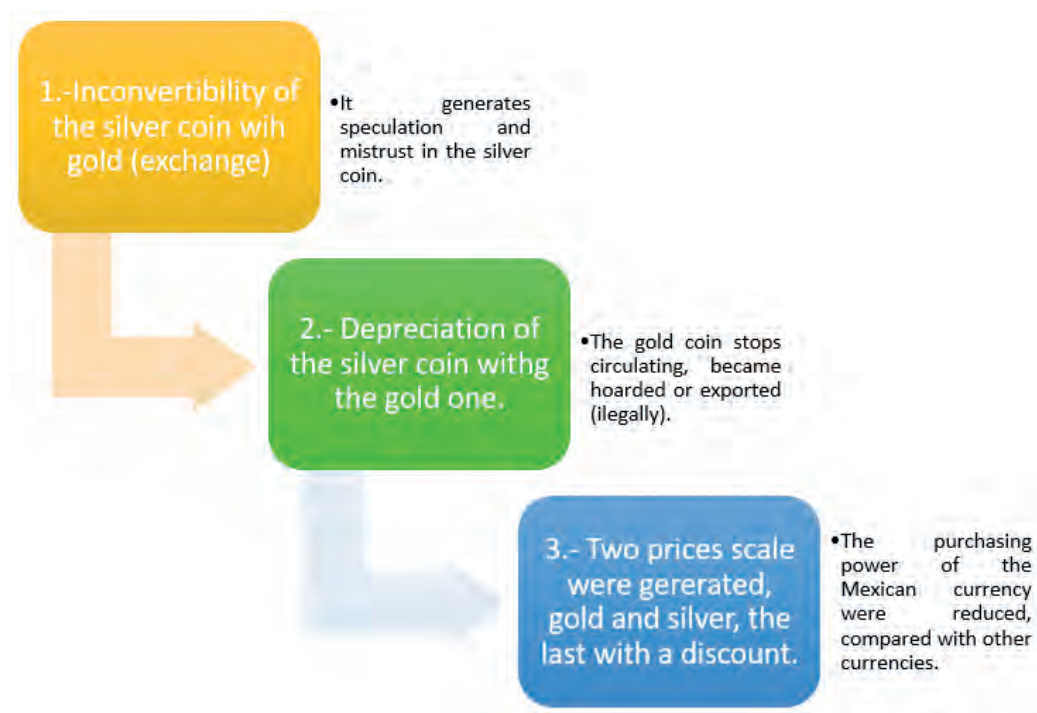 1.-Inconvertibility of
the silver coin wih
gold (exchange)
•It generates
speculation and
mistrust in the silver
coin.
2.- Depreciation of
the silver coin withg
the gold one.
•The gold coin stops
circulating, became
hoarded or exported
(ilegally).
3.- Two prices scale
were gererated,
gold and silver, the
last with a discount.
•The purchasing
power of the
Mexican currency
were reduced,
compared with other
currencies.